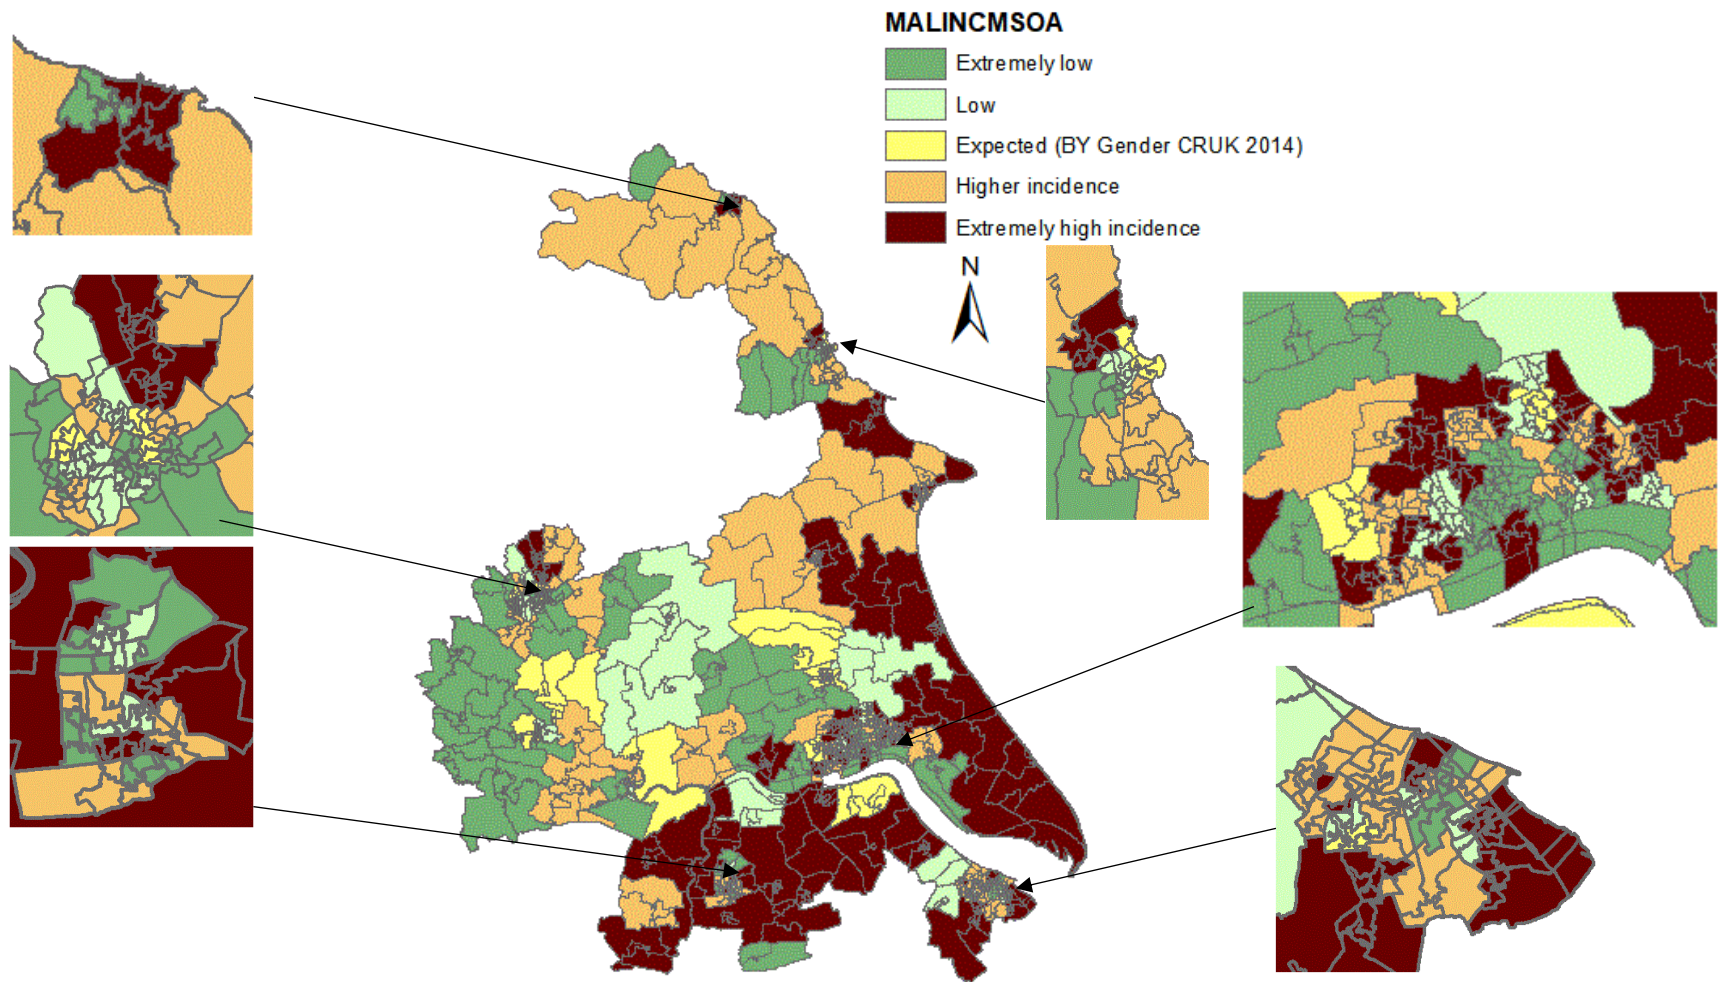 MALINCMSOA
Extremely low
Low
Expected (BY Gender CRUK 2014)
Higher incidence
Extremely high incidence
N